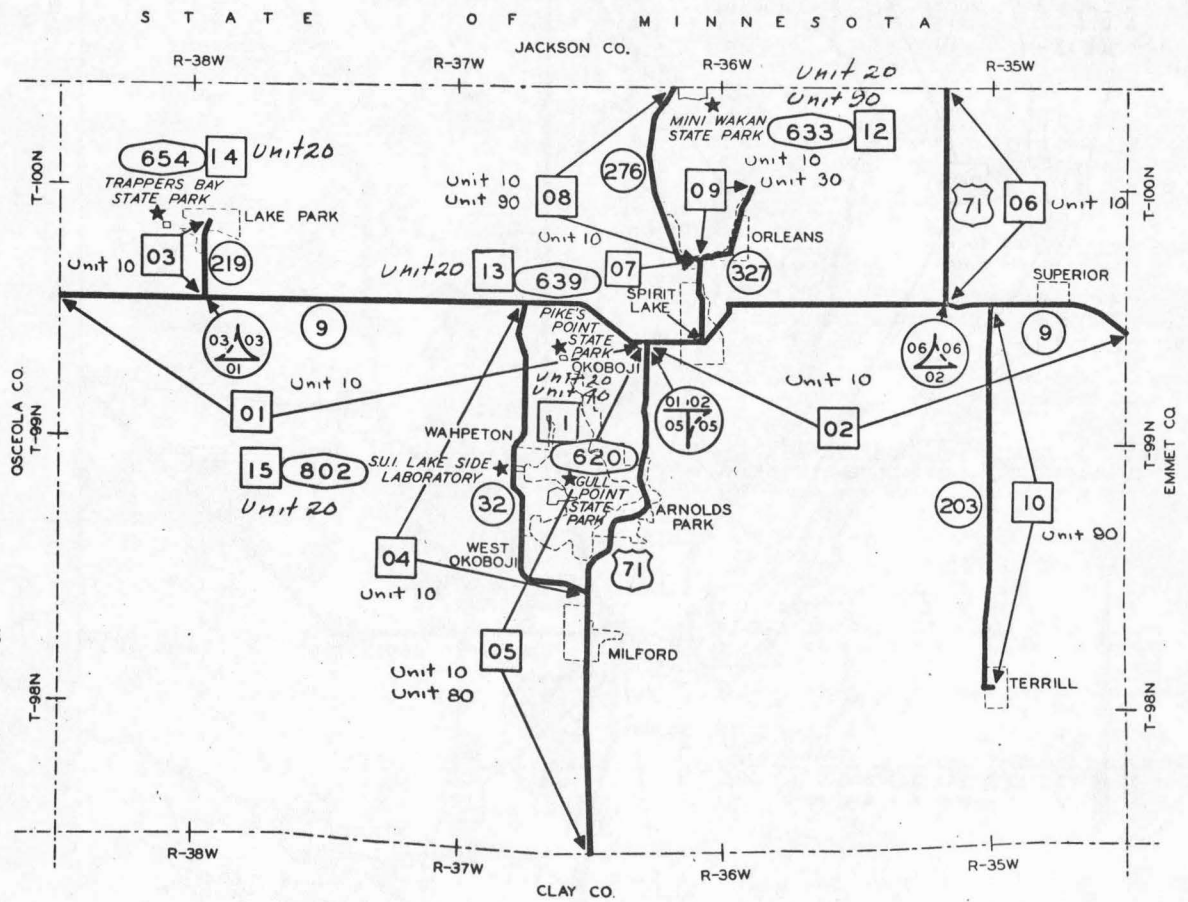 STATE OF MINNESOTA
JACKSON CO.
R-38W
R-37W
R-36W
R-35W
Unit 20
Unit 90
MINI WAKAN
STATE PARK
633 12
654 14 Unit 20
TRAPPERS BAY
STATE PARK
LAKE PARK
03
Unit 10
219
T-100N
276
Unit 10
Unit 90
08
09
Unit 10
Unit 30
ORLEANS
327
71
06 Unit 10
T-100N
Unit 10
07
Unit 20 13 639
SPIRIT
LAKE
SUPERIOR
9
03 03
01
PIKE'S
POINT
STATE
PARK
OKOBOJI
Unit 20
Unit 90
06 06
02
9
Unit 10
01
Unit 10
02
01 02
05 05
OSCEOLA CO.
T-99N
T-99N
EMMET CO.
WAHPETON
11
620
15 802
Unit 20
S.U.I. LAKE SIDE
LABORATORY
GULL
POINT
STATE
PARK
32
ARNOLDS
PARK
203
10
Unit 90
04
Unit 10
WEST
OKOBOJI
71
05
Unit 10
Unit 80
MILFORD
TERRILL
T-98N
T-98N
R-38W
R-37W
R-36W
R-35W
CLAY CO.